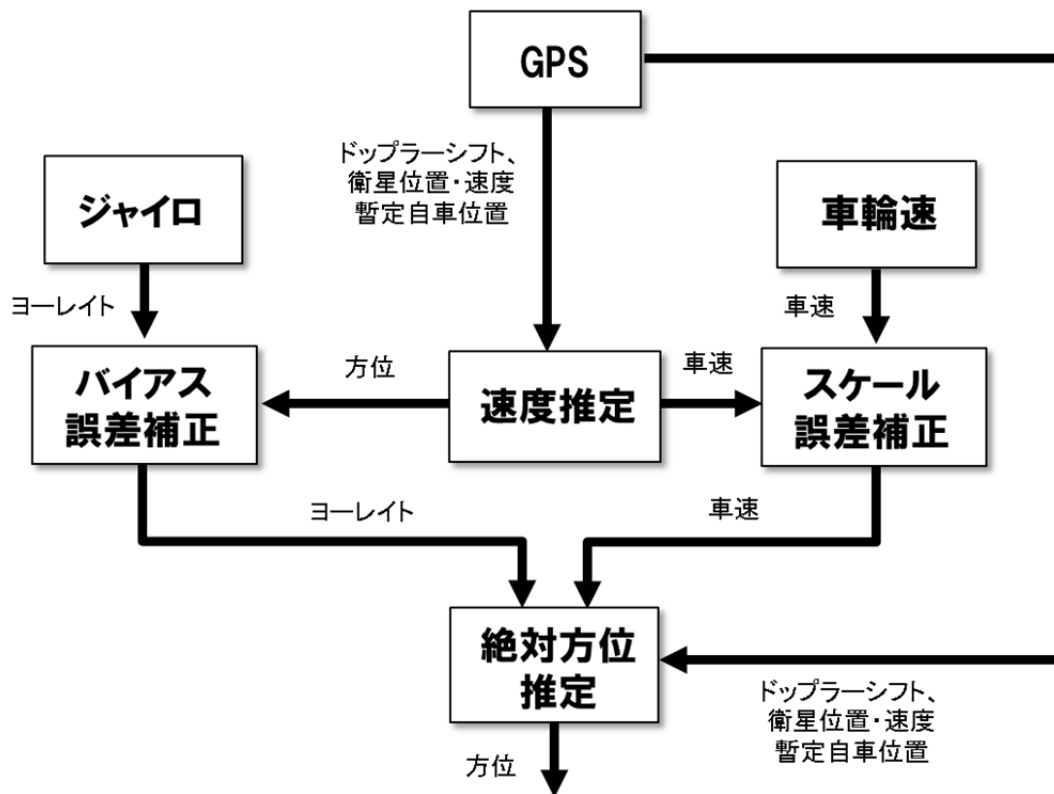 GPS
ドップラーシフト、
衛星位置・速度
暫定自車位置
ジャイロ
車輪速
ヨーレイト
車速
バイアス
誤差補正
方位
速度推定
車速
スケール
誤差補正
ヨーレイト
車速
絶対方位
推定
ドップラーシフト、
衛星位置・速度
暫定自車位置
方位